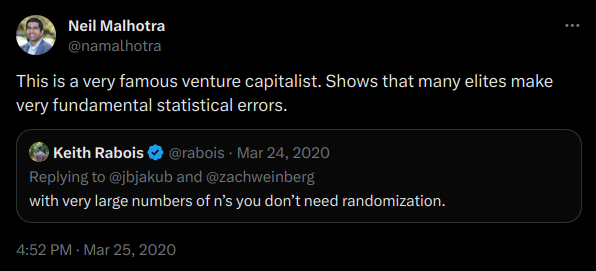 Neil Malhotra
@namalhotra
This is a very famous venture capitalist. Shows that many elites make
very fundamental statistical errors.
Keith Rabois @rabois · Mar 24, 2020
Replying to @jbjakub and @zachweinberg
with very large numbers of n’s you don’t need randomization.
4:52 PM · Mar 25, 2020